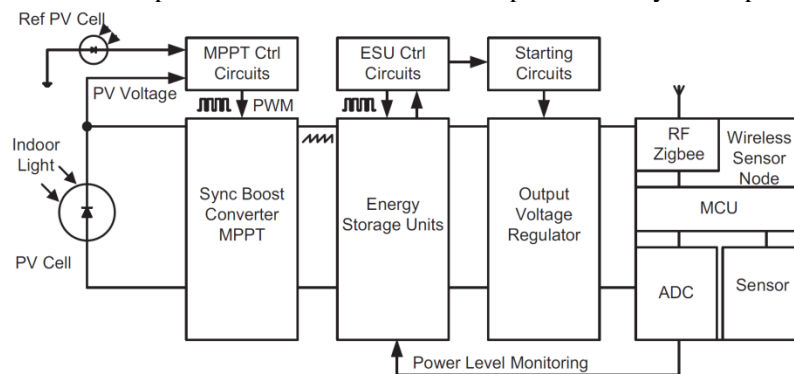 Ref PV Cell
MPPT Ctrl
Circuits
ESU Ctrl
Circuits
Starting
Circuits
PV Voltage
PWM
Indoor
Light
PV Cell
Sync Boost
Converter
MPPT
Energy
Storage Units
Output
Voltage
Regulator
RF
Zigbee
Wireless
Sensor
Node
MCU
ADC
Sensor
Power Level Monitoring